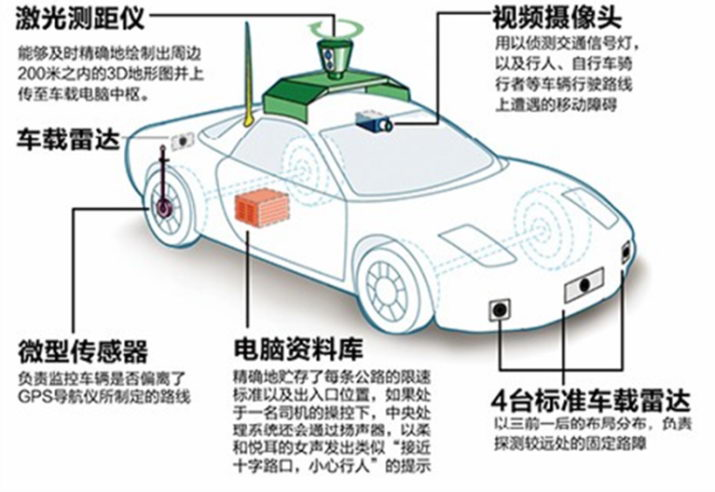 激光测距仪
能够及时精确地绘制出周边
200米之内的3D地形图并上
传至车载电脑中枢。
视频摄像头
用以侦测交通信号灯，
以及行人、自行车骑
行者等车辆行驶路线
上遭遇的移动障碍
车载雷达
微型传感器
负责监控车辆是否偏离了
GPS导航仪所制定的路线
电脑资料库
精确地贮存了每条公路的限速
标准以及出入口位置，如果处
于一名司机的操控下，中央处
理系统还会通过扬声器，以柔
和悦耳的女声发出类似“接近
十字路口，小心行人”的提示
4台标准车载雷达
以三前一后的布局分布，负责
探测较远处的固定路障